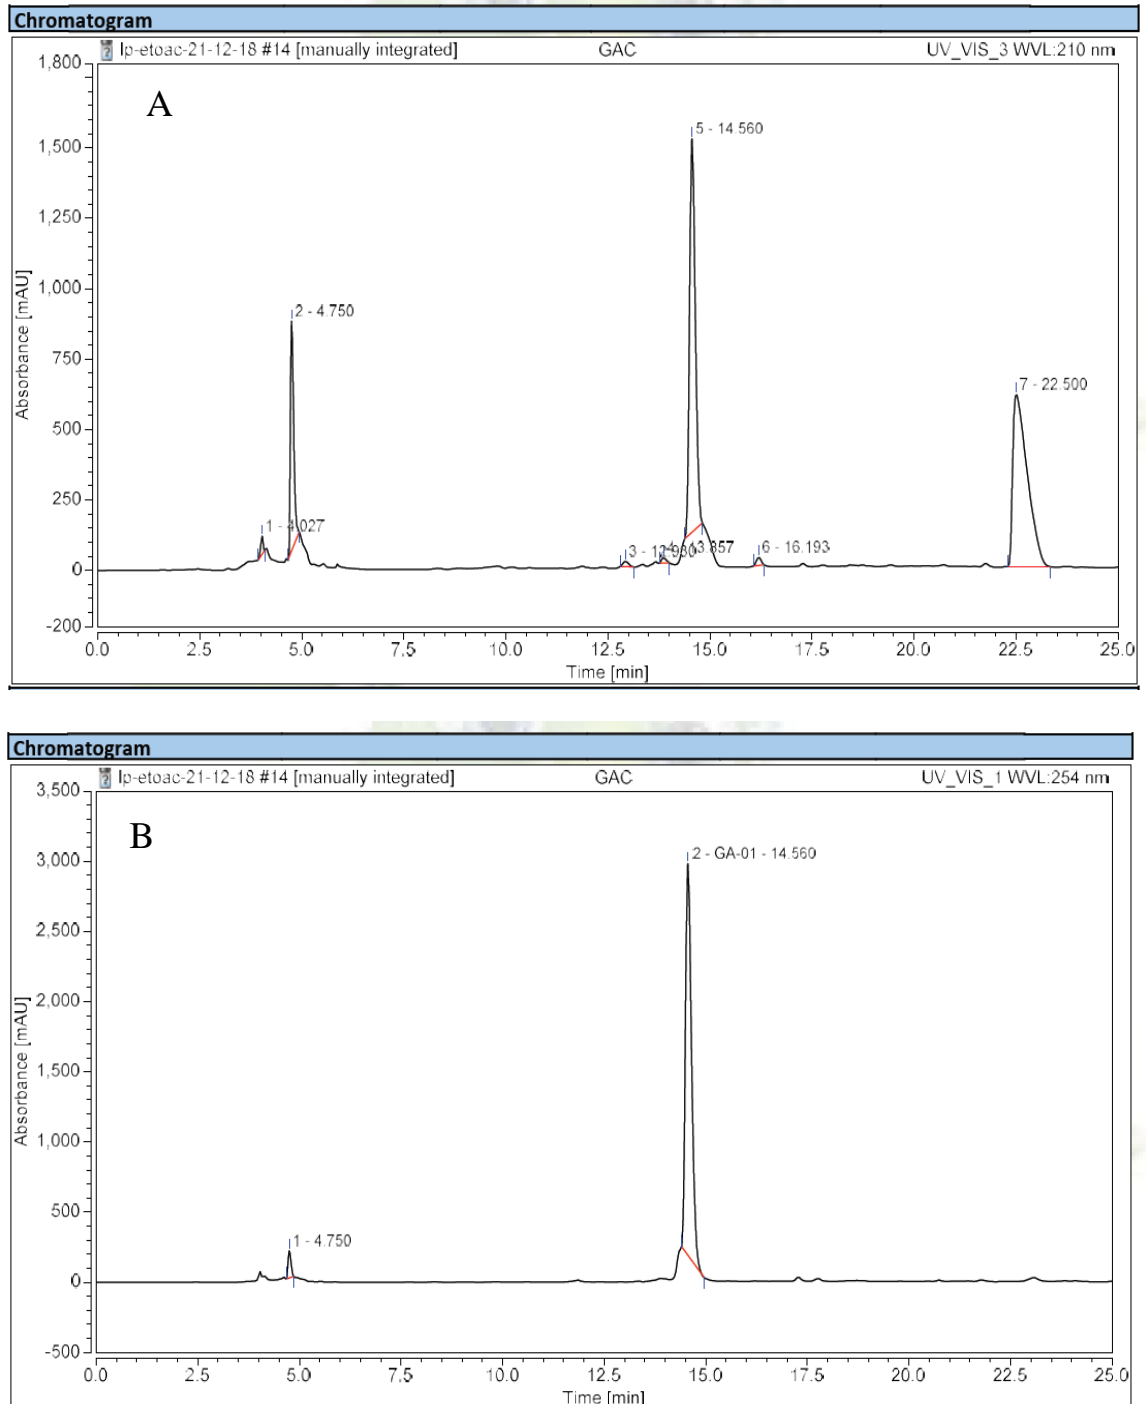 Chromatogram
lp-etoac-21-12-18 #14 [manually integrated] GAC UV_VIS_3 WVL:210 nm
1,800
A
5 - 14.560
1,500
1,250
1,000
2 - 4.750
750
7 - 22.500
500
250
1 - 4.027
3 - 12.930
4 - 13.857
6 - 16.193
0
-200
Absorbance [mAU]
0.0 2.5 5.0 7.5 10.0 12.5 15.0 17.5 20.0 22.5 25.0
Time [min]
Chromatogram
lp-etoac-21-12-18 #14 [manually integrated] GAC UV_VIS_1 WVL:254 nm
3,500
B
2 - GA-01 - 14.560
3,000
2,500
2,000
1,500
1,000
500
1 - 4.750
0
-500
Absorbance [mAU]
0.0 2.5 5.0 7.5 10.0 12.5 15.0 17.5 20.0 22.5 25.0
Time [min]